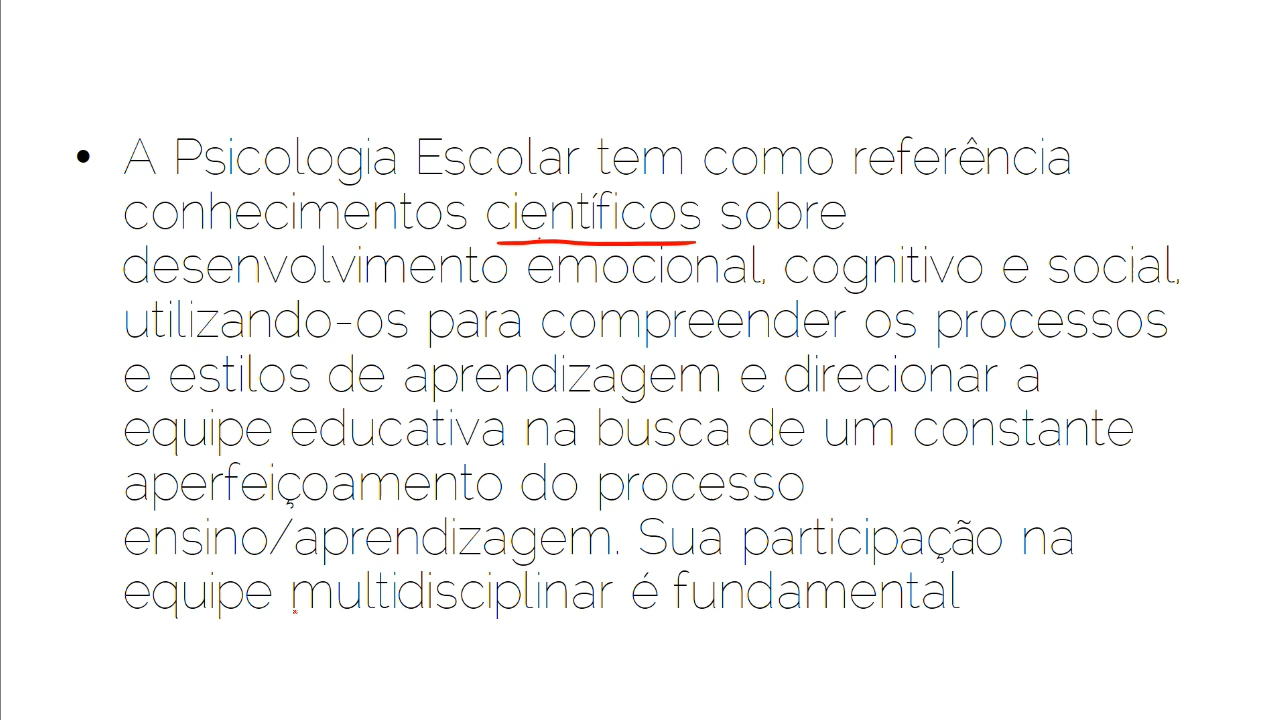 • A Psicologia Escolar tem como referência
conhecimentos científicos sobre
desenvolvimento emocional, cognitivo e social,
utilizando-os para compreender os processos
e estilos de aprendizagem e direcionar a
equipe educativa na busca de um constante
aperfeiçoamento do processo
ensino/aprendizagem. Sua participação na
equipe multidisciplinar é fundamental